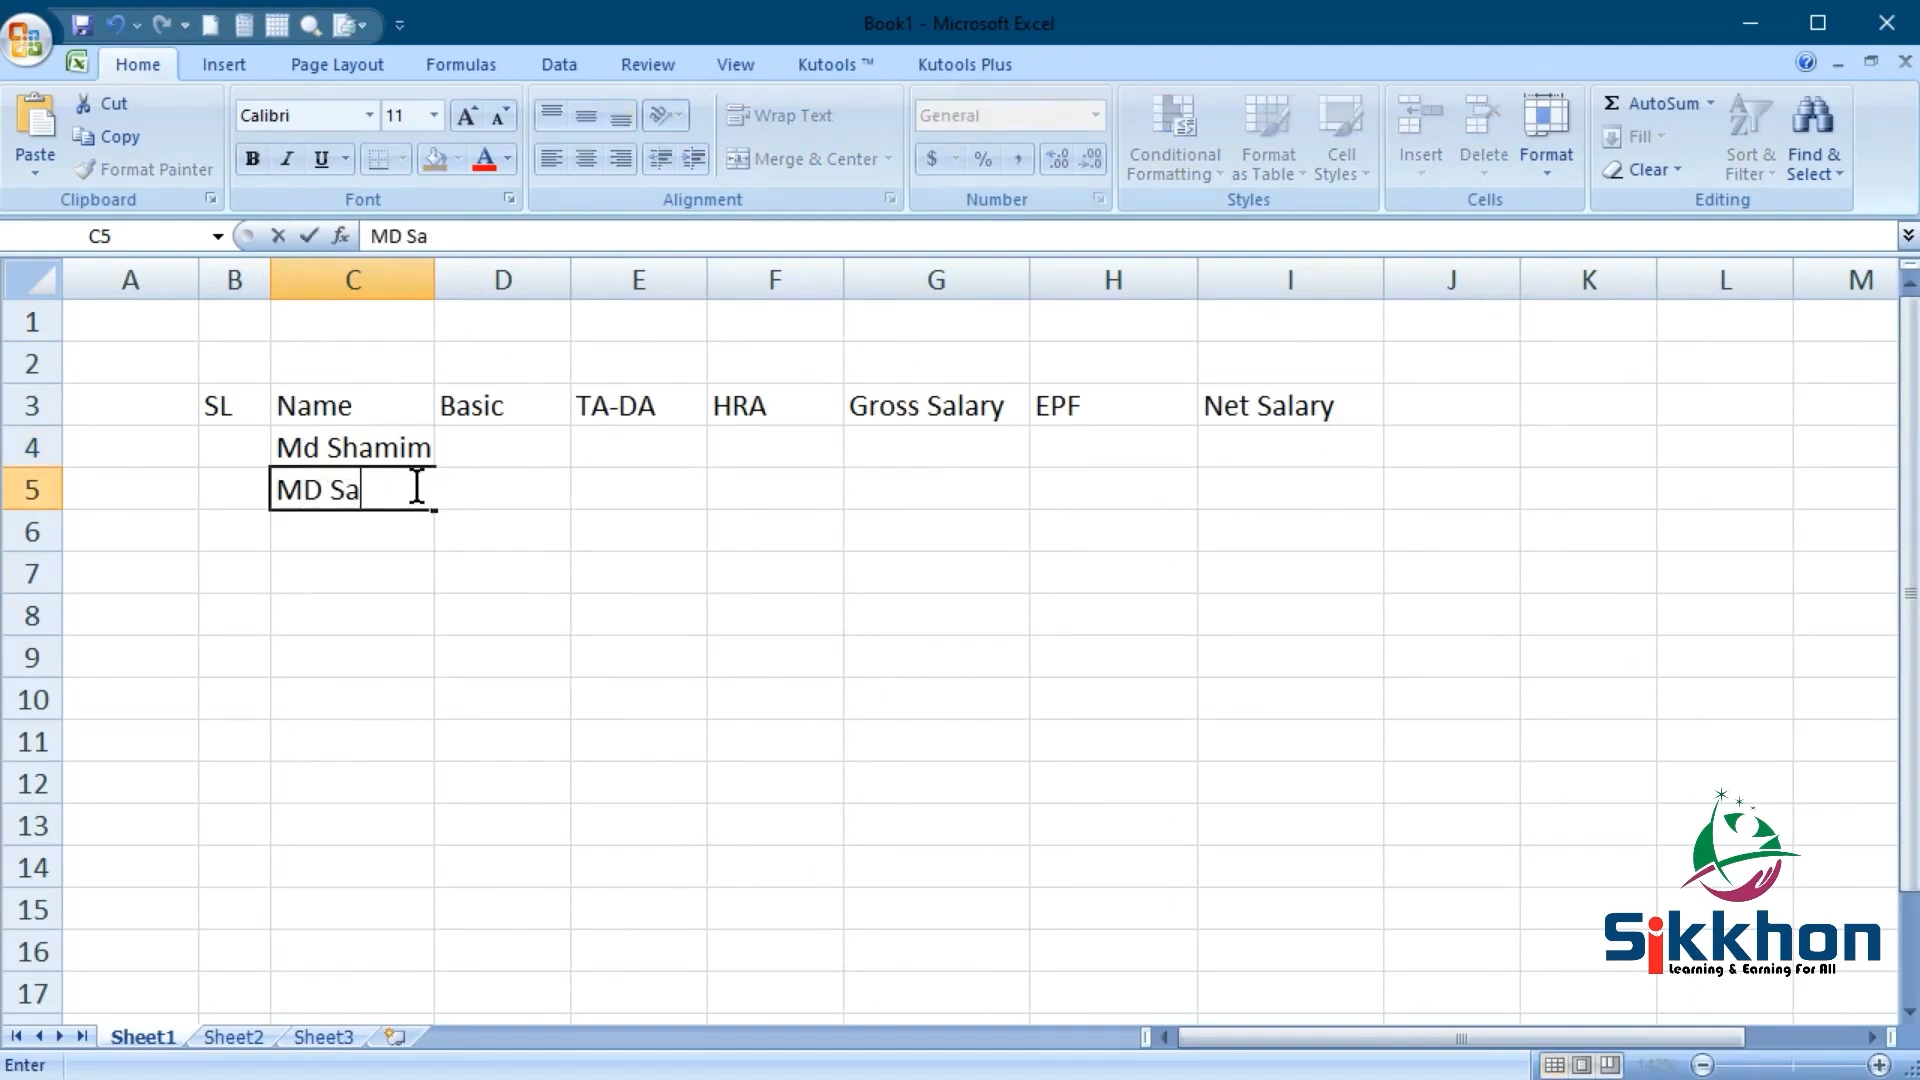 Book1 - Microsoft Excel
Home Insert Page Layout Formulas Data Review View Kutools ™ Kutools Plus
Paste
Cut
Copy
Format Painter
Clipboard
Calibri 11
B I U A
Font
Wrap Text
Merge & Center
Alignment
General
$ % ,
Number
Conditional Formatting
Format as Table
Cell Styles
Styles
Insert Delete Format
Cells
Σ AutoSum
Fill
Clear
Sort & Filter
Find & Select
Editing
C5 fx MD Sa
A B C D E F G H I J K L M
1
2
3 SL Name Basic TA-DA HRA Gross Salary EPF Net Salary
4 Md Shamim
5 MD Sa
6
7
8
9
10
11
12
13
14
15
16
17
Sikkhon
Learning & Earning For All
Sheet1 Sheet2 Sheet3
Enter